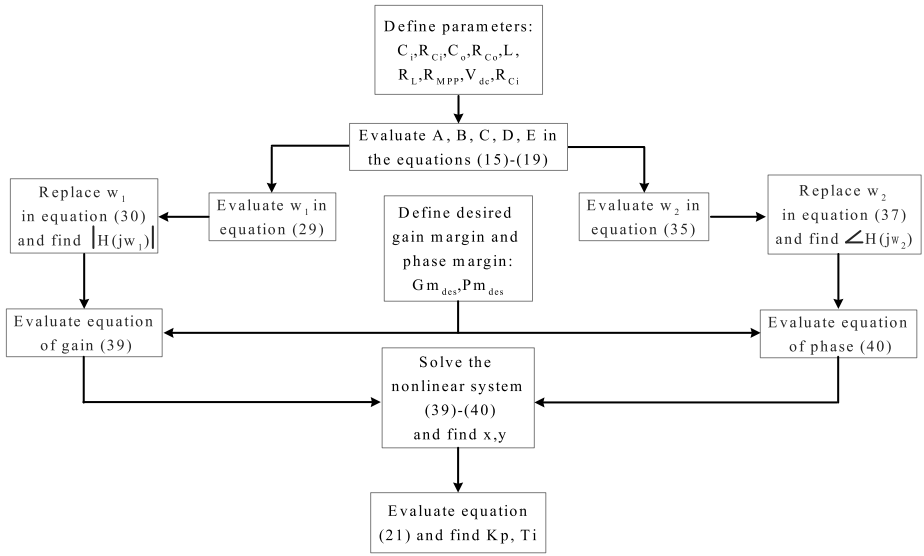 Define parameters:
C_i,R_Ci,C_o,R_Co,L,
R_L,R_MPP,V_dc,R_Ci
Evaluate A, B, C, D, E in
the equations (15)-(19)
Replace w_1
in equation (30)
and find |H(jw_1)|
Evaluate w_1 in
equation (29)
Define desired
gain margin and
phase margin:
Gm_des,Pm_des
Evaluate w_2 in
equation (35)
Replace w_2
in equation (37)
and find ∠H(jw_2)
Evaluate equation
of gain (39)
Evaluate equation
of phase (40)
Solve the
nonlinear system
(39)-(40)
and find x,y
Evaluate equation
(21) and find Kp, Ti